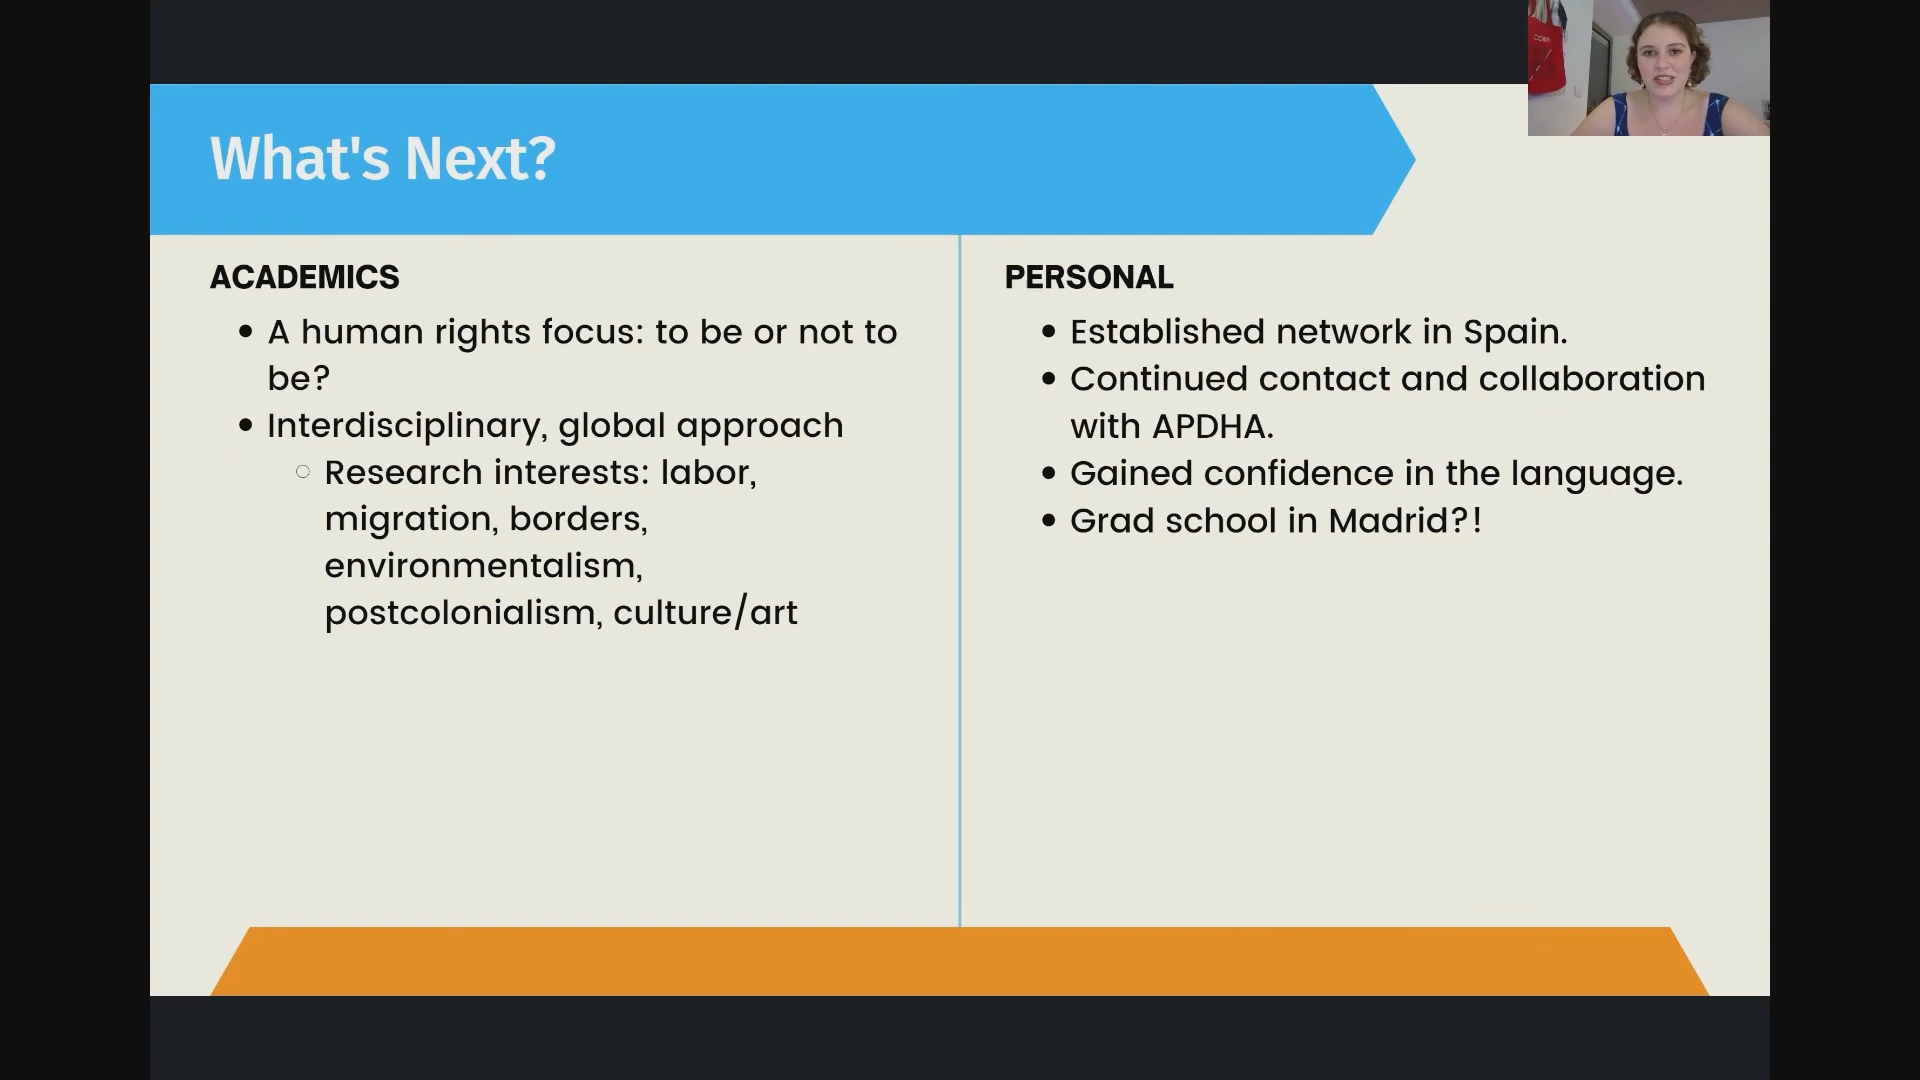 What's Next?
ACADEMICS
A human rights focus: to be or not to
be?
Interdisciplinary, global approach
Research interests: labor,
migration, borders,
environmentalism,
postcolonialism, culture/art
PERSONAL
Established network in Spain.
Continued contact and collaboration
with APDHA.
Gained confidence in the language.
Grad school in Madrid?!